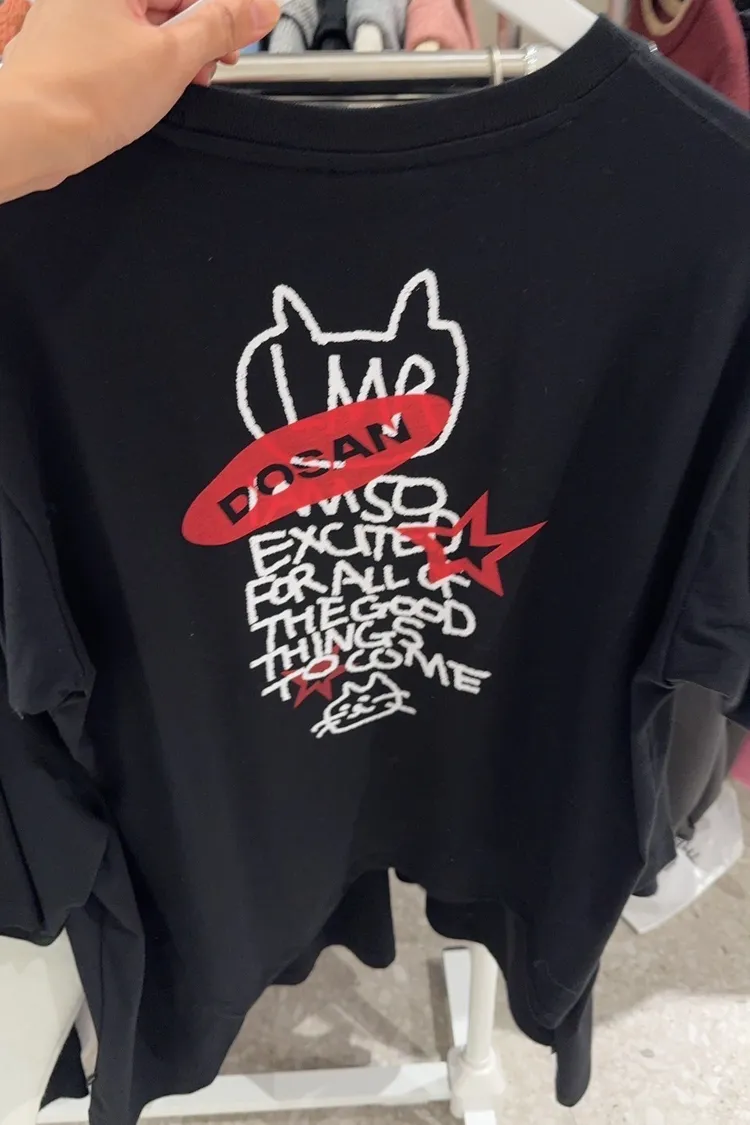 DOSAN
I'M SO
EXCITED
FOR ALL OF
THE GOOD
THINGS
TO COME